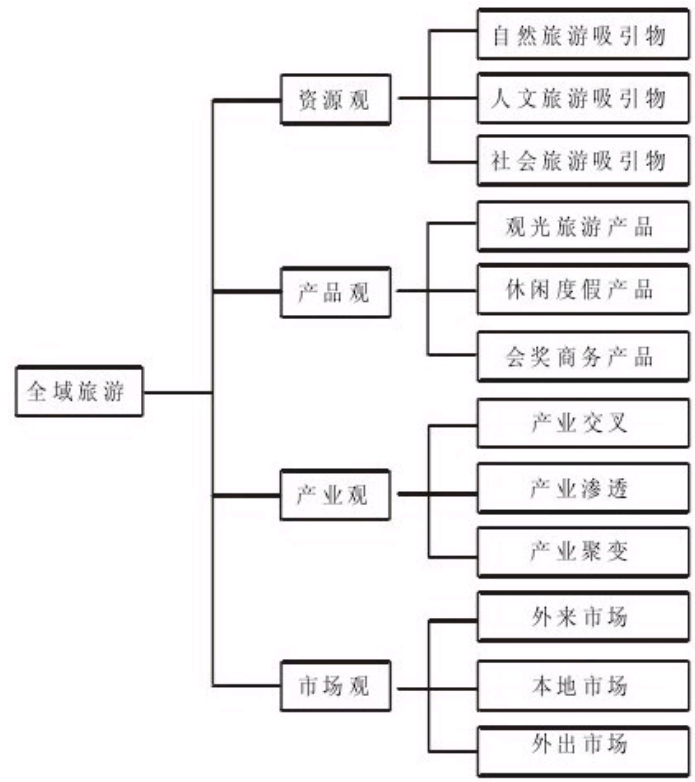 全域旅游
资源观
自然旅游吸引物
人文旅游吸引物
社会旅游吸引物
产品观
观光旅游产品
休闲度假产品
会奖商务产品
产业观
产业交叉
产业渗透
产业聚变
市场观
外来市场
本地市场
外出市场